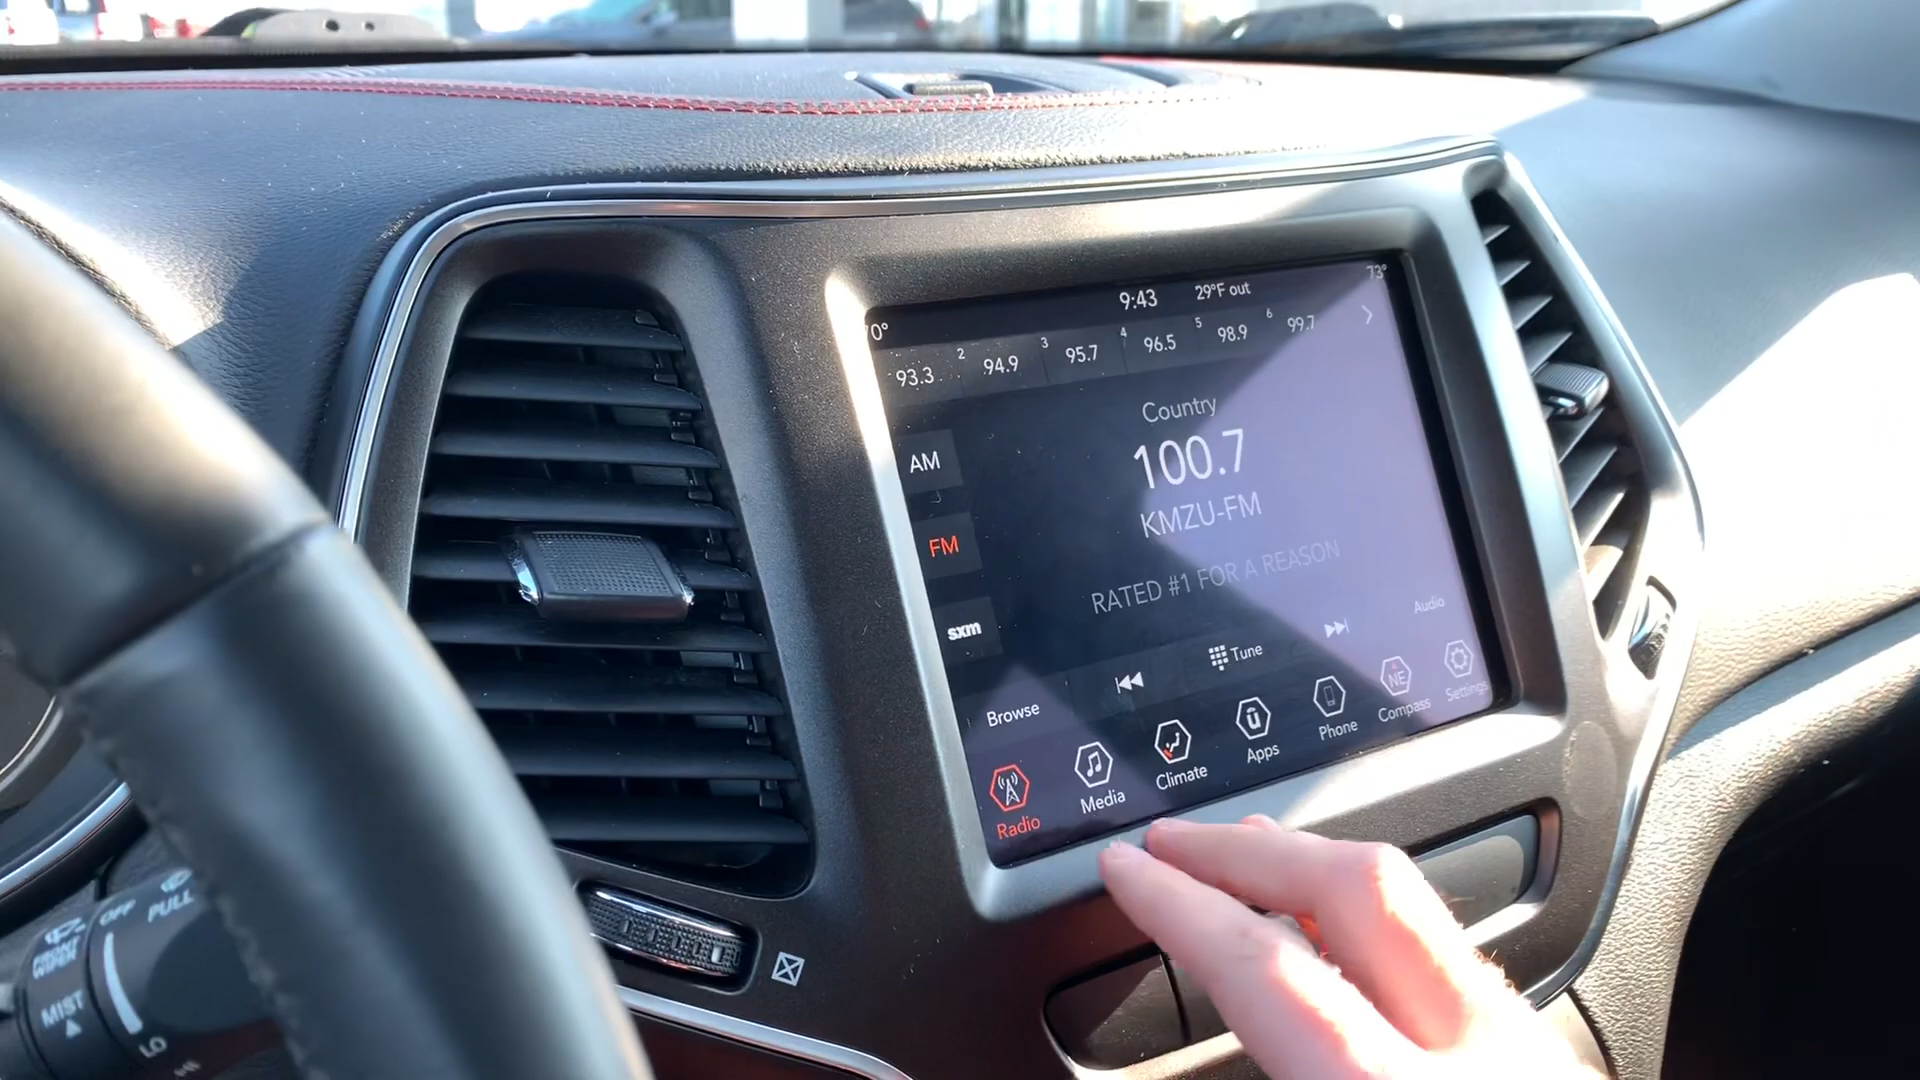 9:43 29°F out 73°
0°
93.3 2 94.9 3 95.7 4 96.5 5 98.9 6 99.7
Country
100.7
KMZU-FM
RATED #1 FOR A REASON
AM
FM
sxm
Browse
Tune
Audio
Radio
Media
Climate
Apps
Phone
NE
Compass
Settings
OFF
PULL
FRONT
WIPER
MIST
LO